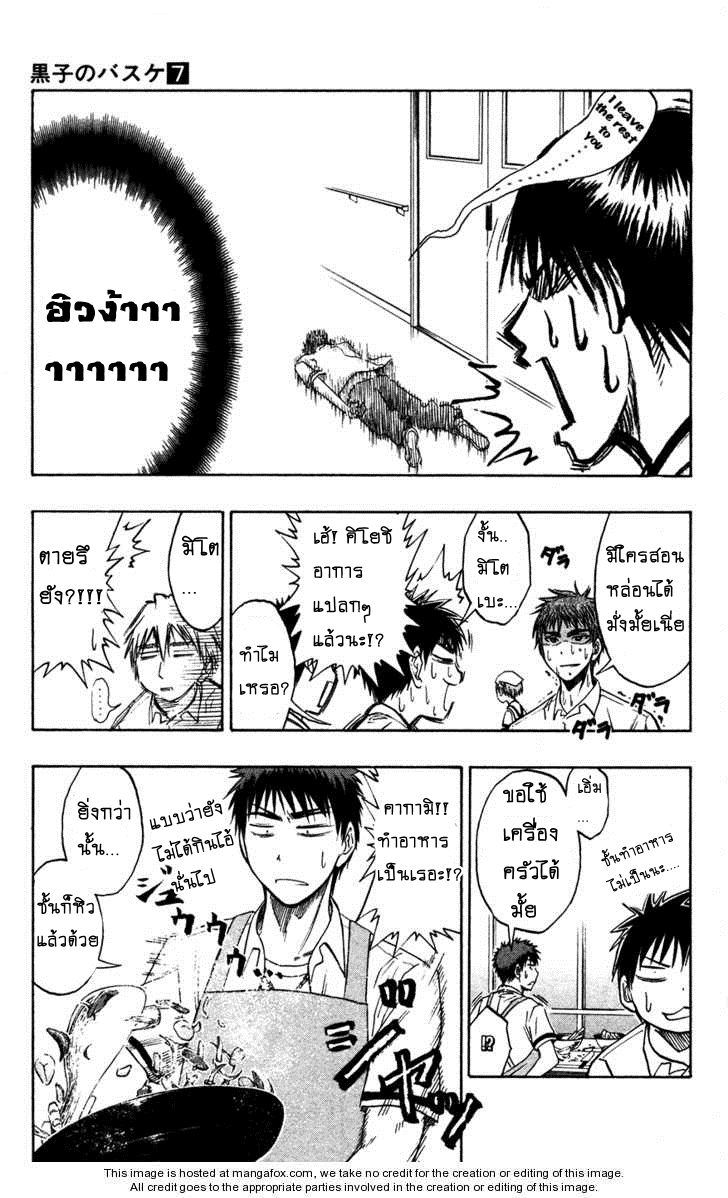 黒子のバスケ7
I leave
the rest
to
you
.........
ฮิวง้าาา
าาาาาา
มีใครสอน
หล่อนได้
มั่งมั้ยเนี่ย
ダラ
ダラ
งั้น..
มิโต
เบะ...
เฮ้! คิโยชิ
อาการ
แปลกๆ
แล้วนะ!?
ทำไม
เหรอ?
มิโต
...
ตายรึ
ยัง?!!!
....
เอิ่ม
...
ขอใช้
เครื่อง
ครัวได้
มั้ย
ชั้นทำอาหาร
ไม่เป็นนะ....
!?
คากามิ!!
ทำอาหาร
เป็นเรอะ!?
แบบว่ายัง
ไม่ได้กินไอ้
นั่นไป
ยิ่งกว่า
นั้น...
ชั้นก็หิว
แล้วด้วย
ジュウウウ...
This image is hosted at mangafox.com, we take no credit for the creation or editing of this image.
All credit goes to the appropriate parties involved in the creation or editing of this image.